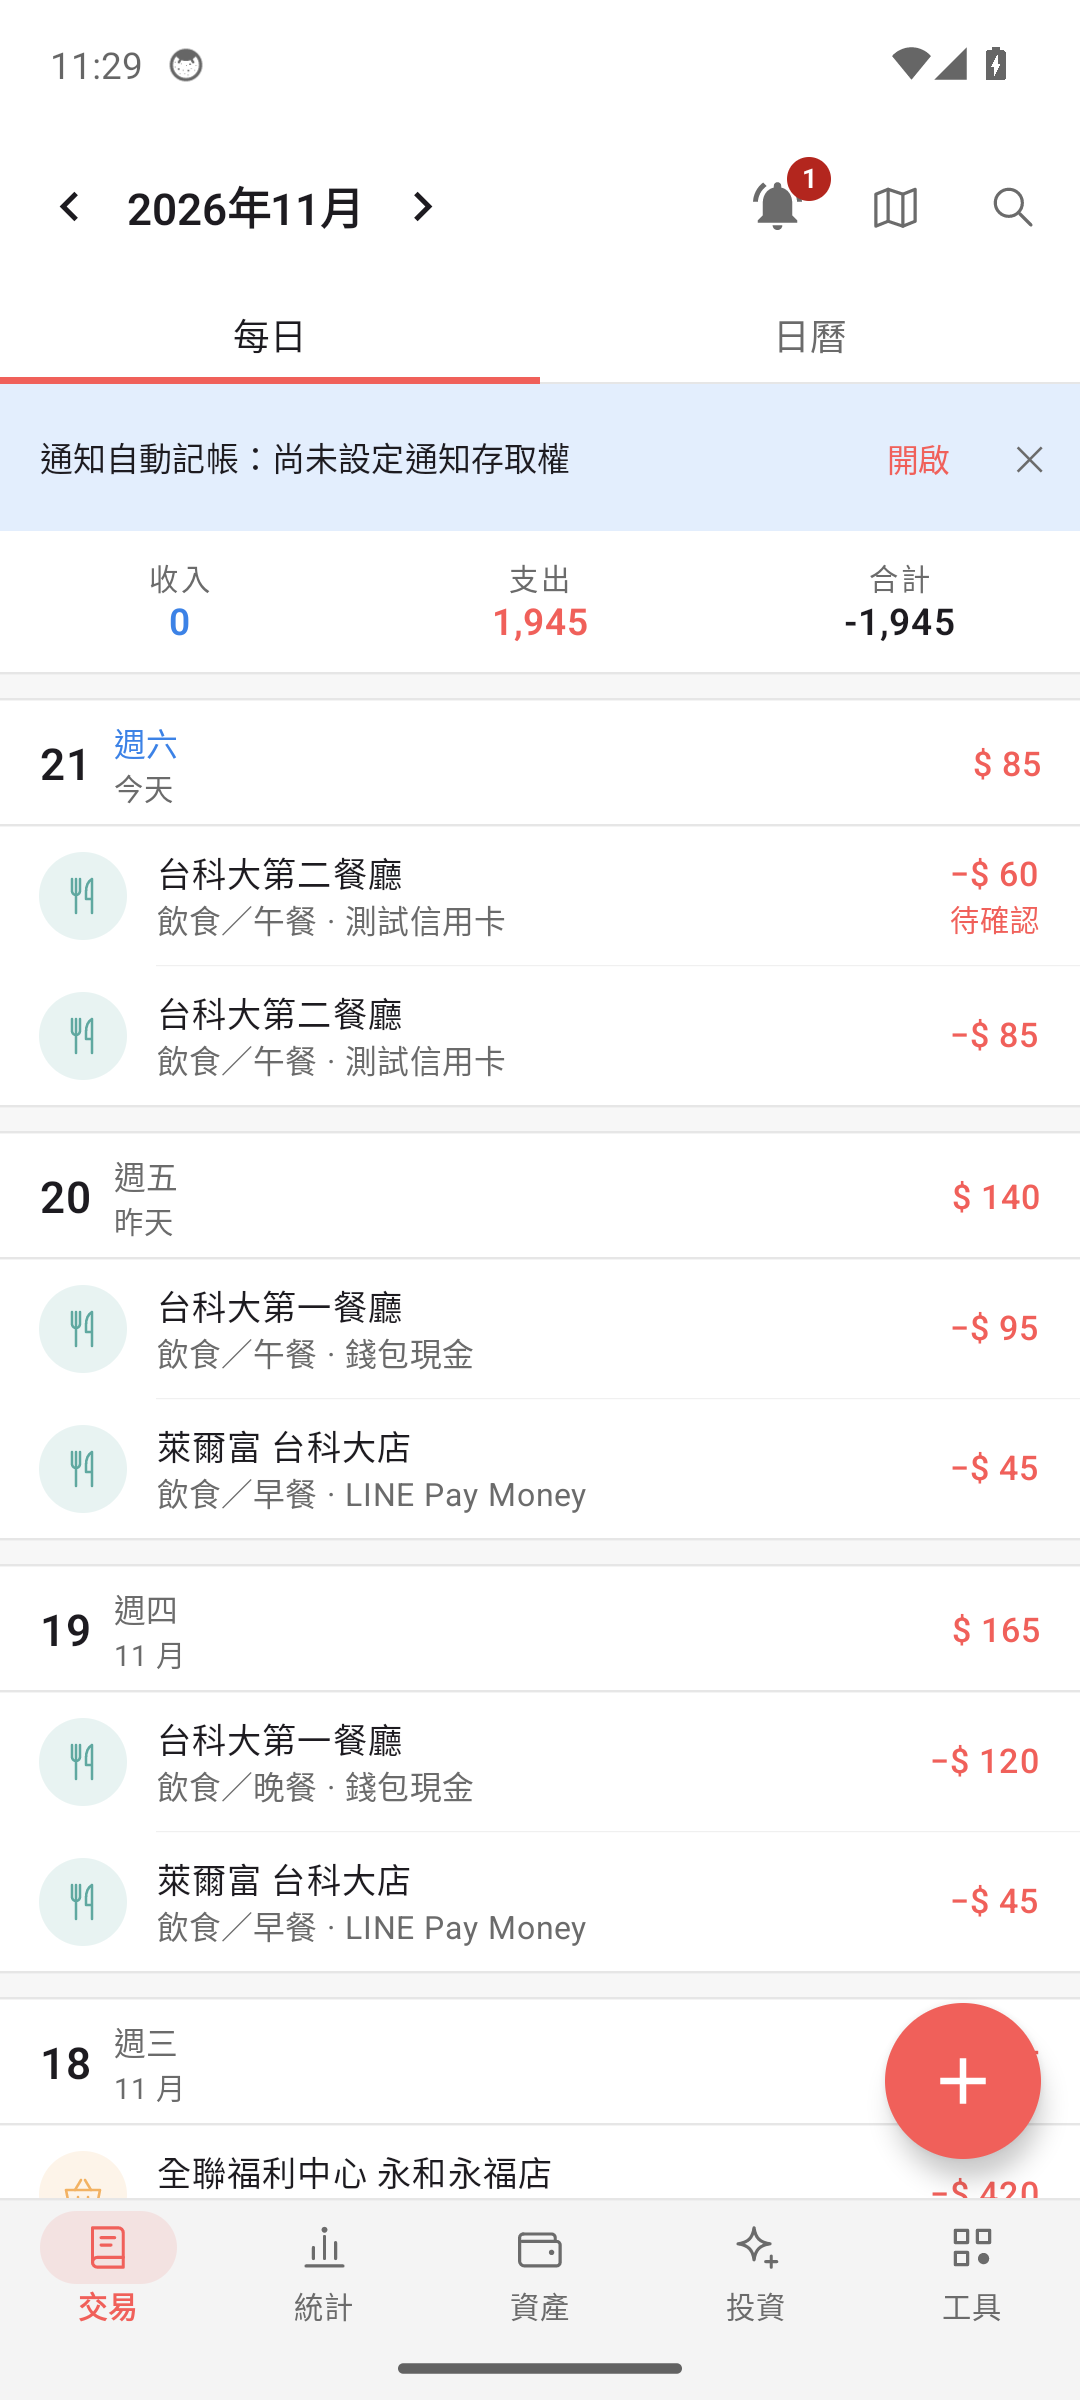 11:29
2026年11月
1
每日
日曆
通知自動記帳：尚未設定通知存取權
開啟
收入
支出
合計
0
1,945
-1,945
21
週六
今天
$ 85
台科大第二餐廳
−$ 60
飲食／午餐 · 測試信用卡
待確認
台科大第二餐廳
飲食／午餐 · 測試信用卡
−$ 85
20
週五
昨天
$ 140
台科大第一餐廳
飲食／午餐 · 錢包現金
−$ 95
萊爾富 台科大店
飲食／早餐 · LINE Pay Money
−$ 45
19
週四
11 月
$ 165
台科大第一餐廳
飲食／晚餐 · 錢包現金
−$ 120
萊爾富 台科大店
飲食／早餐 · LINE Pay Money
−$ 45
18
週三
11 月
全聯福利中心 永和永福店
−$ 420
交易
統計
資產
投資
工具